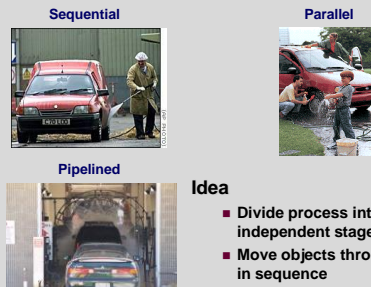 Sequential
Parallel
Pipelined
Idea
■ Divide process int
independent stage
■ Move objects thro
in sequence